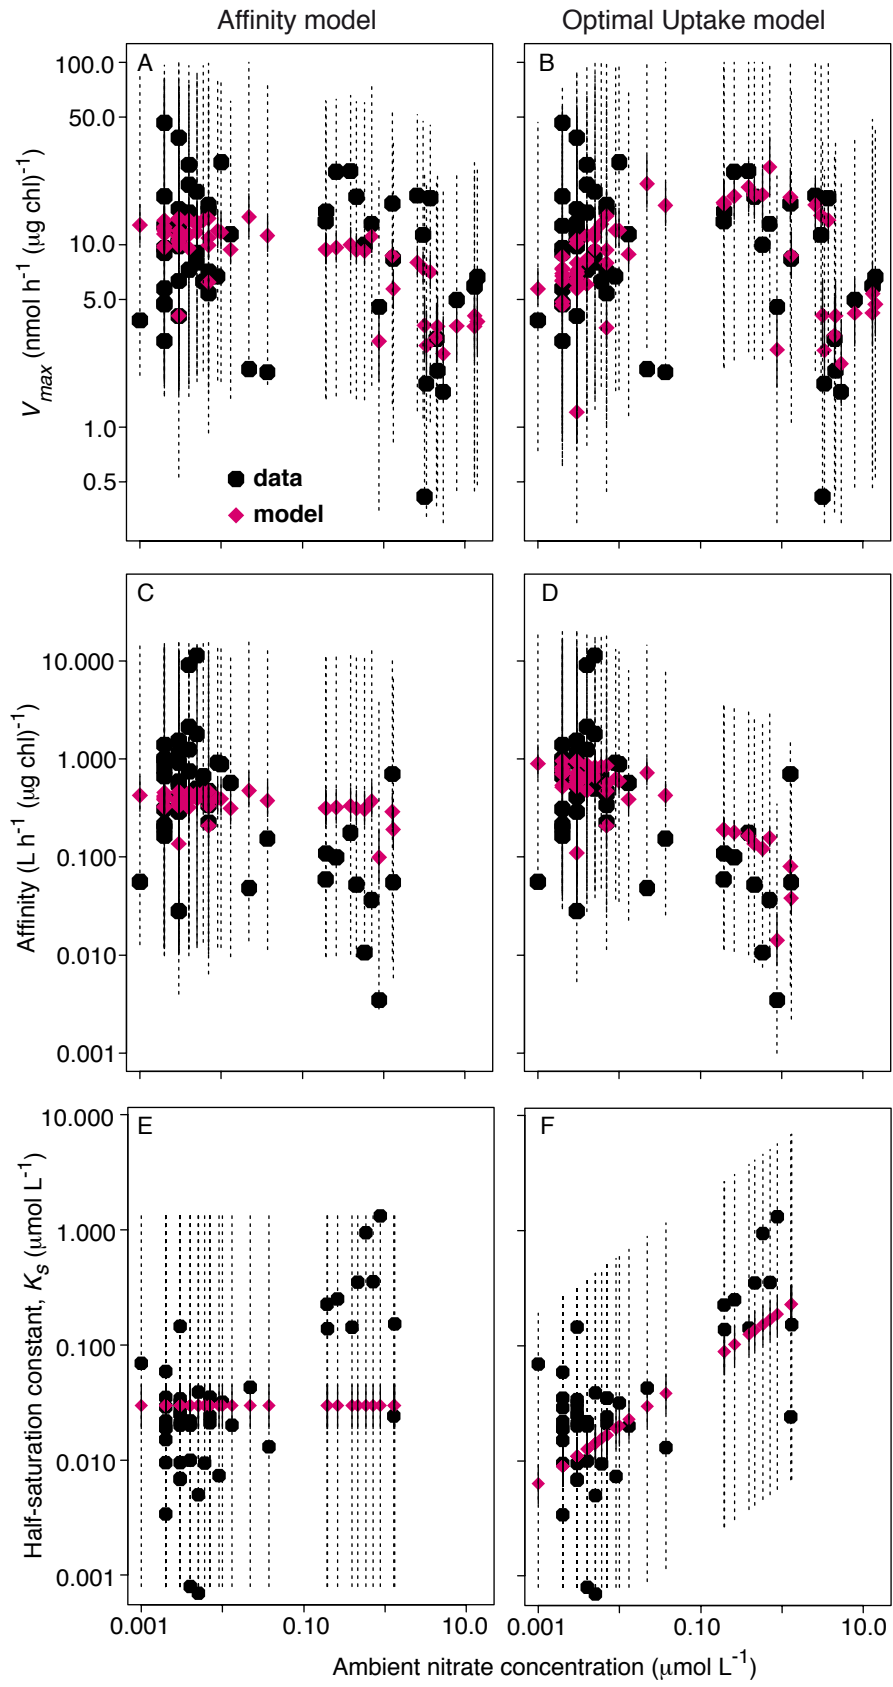 Affinity model
Optimal Uptake model
A
B
100.0
50.0
10.0
5.0
1.0
0.5
Vmax (nmol h⁻¹ (μg chl)⁻¹)
data
model
C
D
10.000
1.000
0.100
0.010
0.001
Affinity (L h⁻¹ (μg chl)⁻¹)
E
F
10.000
1.000
0.100
0.010
0.001
Half-saturation constant, Ks (μmol L⁻¹)
0.001
0.10
10.0
0.001
0.10
10.0
Ambient nitrate concentration (μmol L⁻¹)